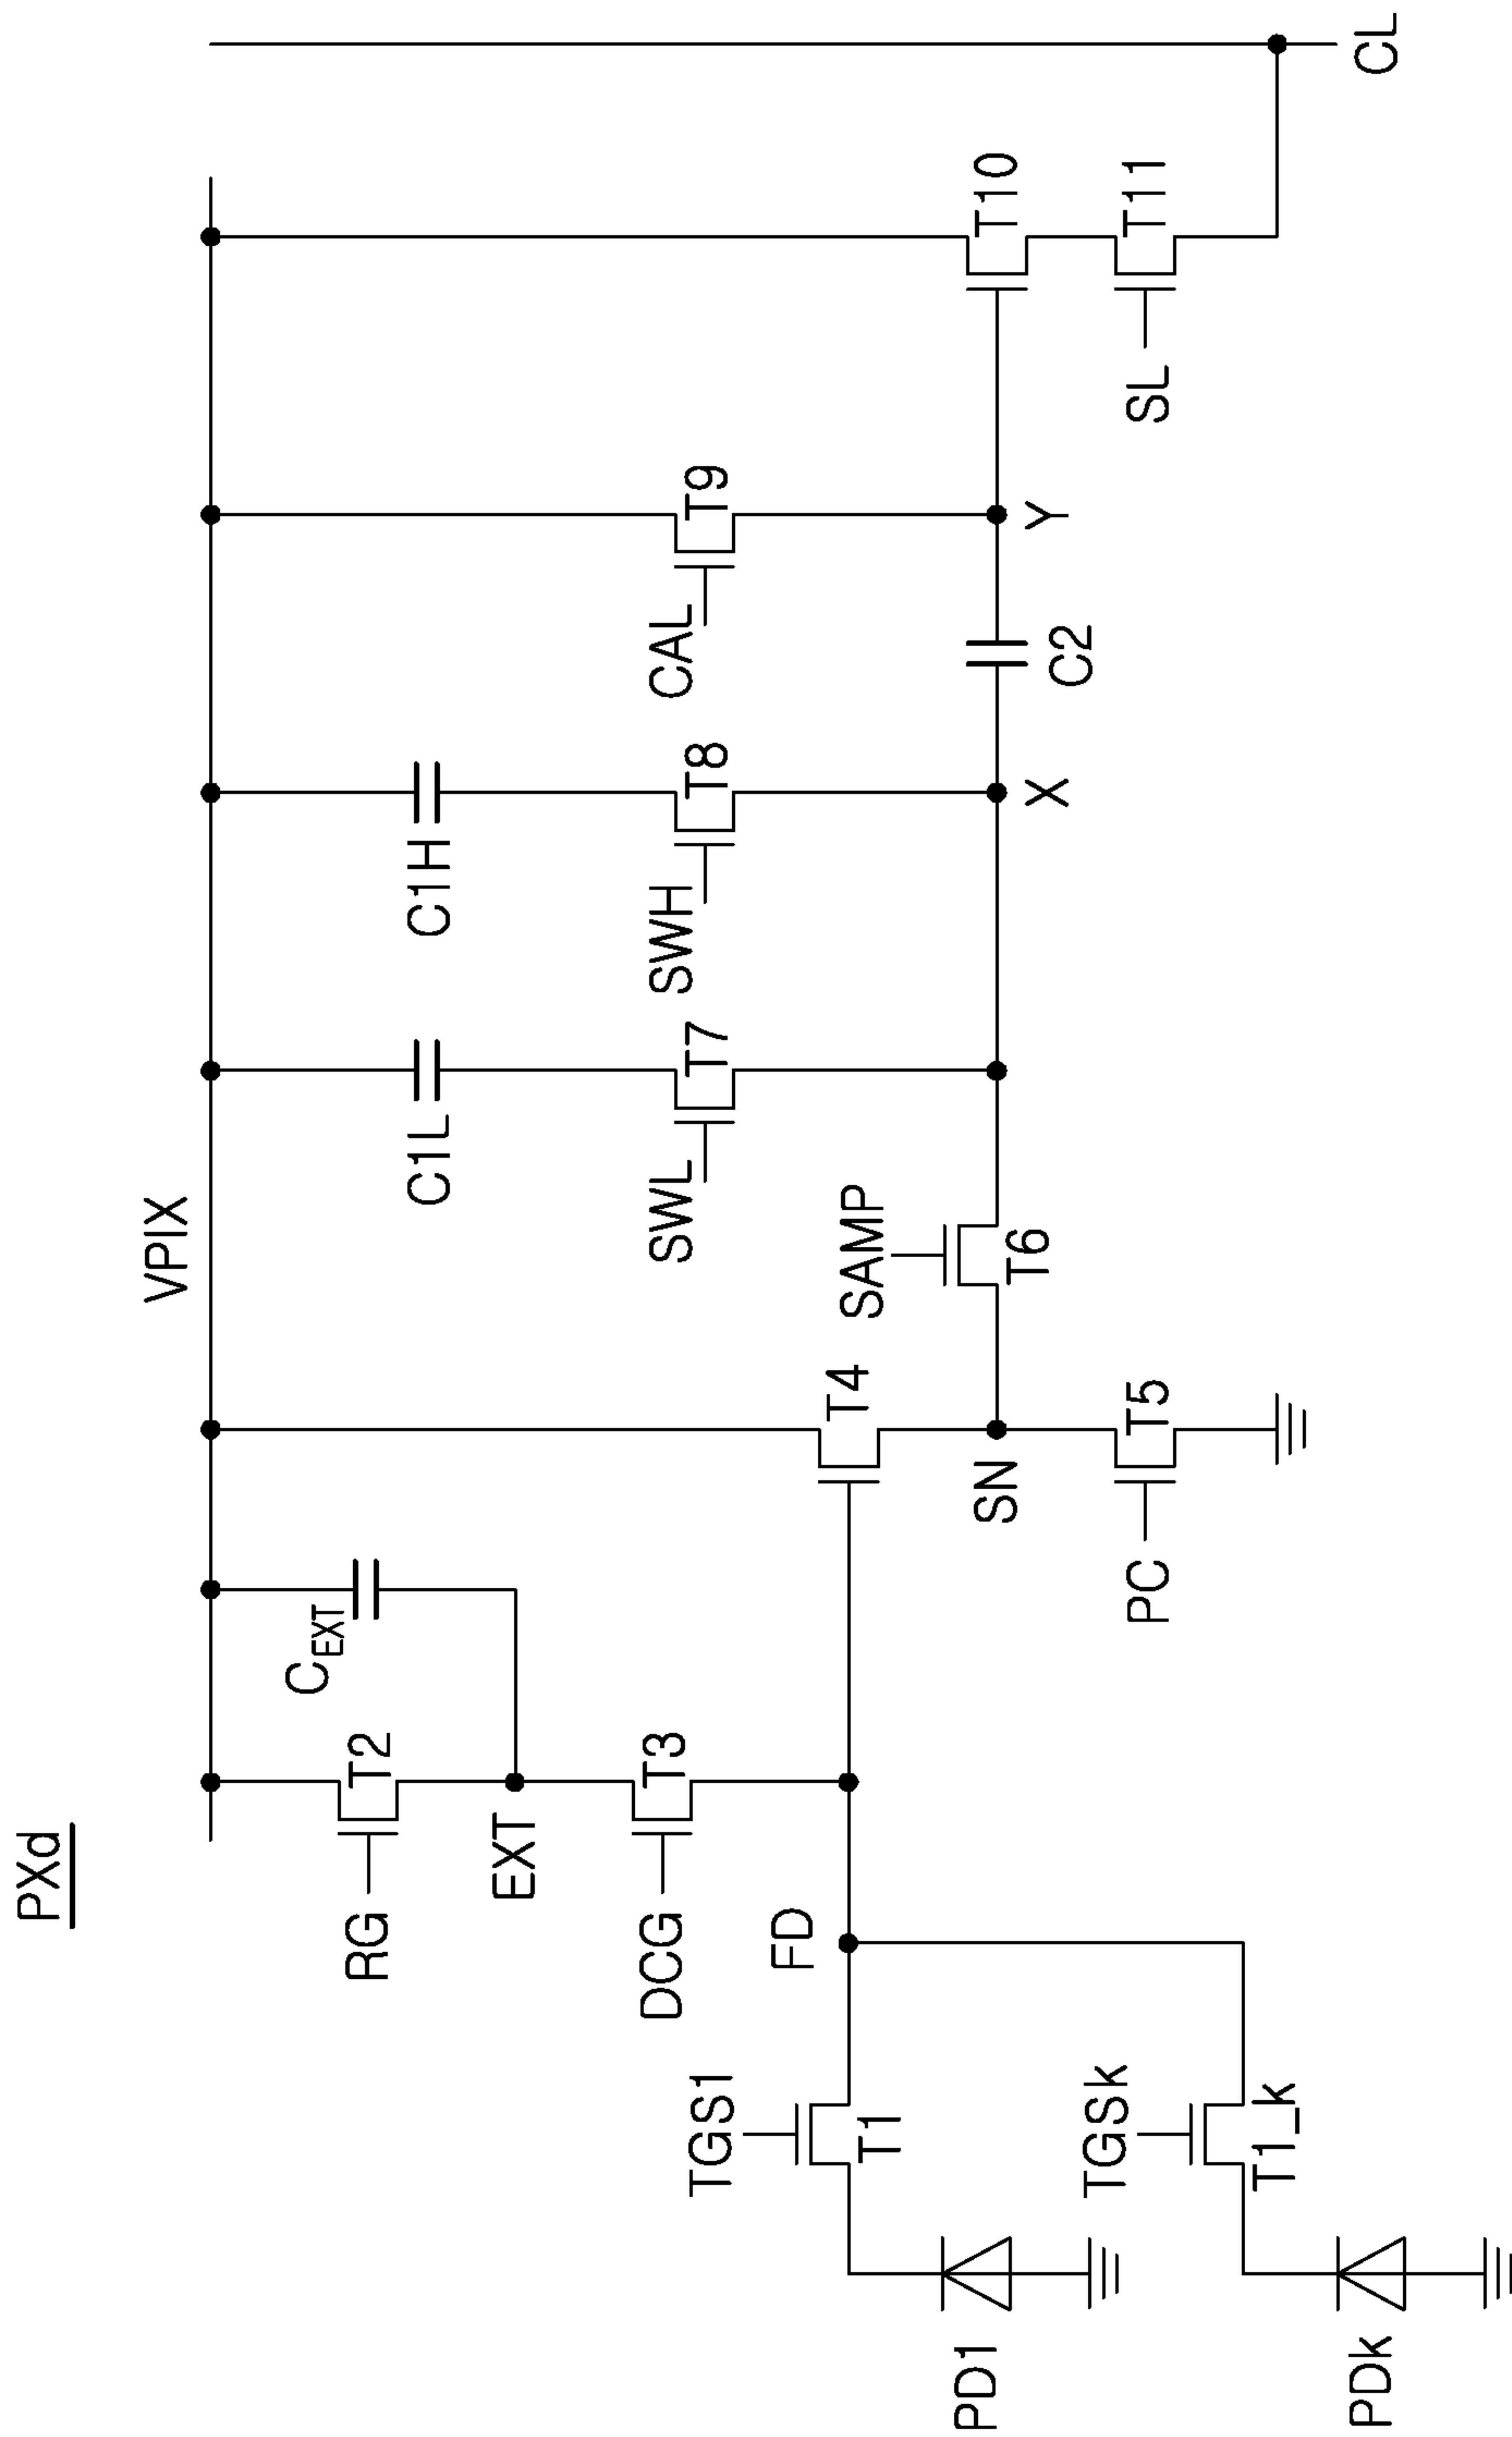 PXd
VPIX
RG
T2
CEXT
EXT
DCG
T3
FD
TGS1
T1
PD1
TGSk
T1_k
PDk
T4
SN
PC
T5
SAMP
T6
C1L
SWL
T7
C1H
SWH
T8
X
C2
CAL
T9
Y
T10
SL
T11
CL